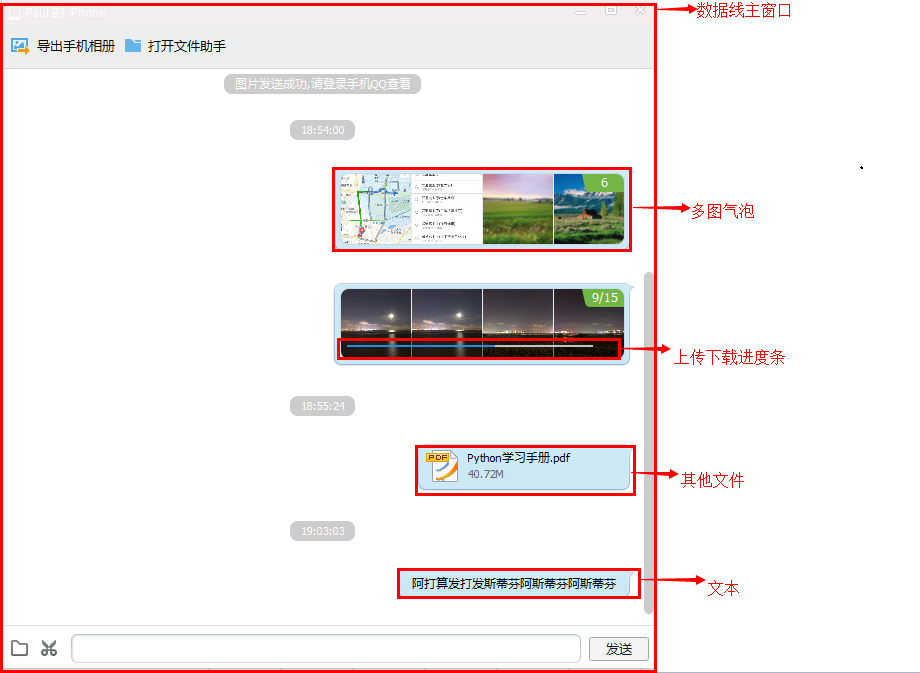 Paul 的 iPhone
数据线主窗口
导出手机相册 打开文件助手
图片发送成功,请登录手机QQ查看
18:54:00
6
多图气泡
9/15
上传下载进度条
18:55:24
PDF
Python学习手册.pdf
40.72M
其他文件
19:03:03
阿打算发打发斯蒂芬阿斯蒂芬阿斯蒂芬
文本
发送